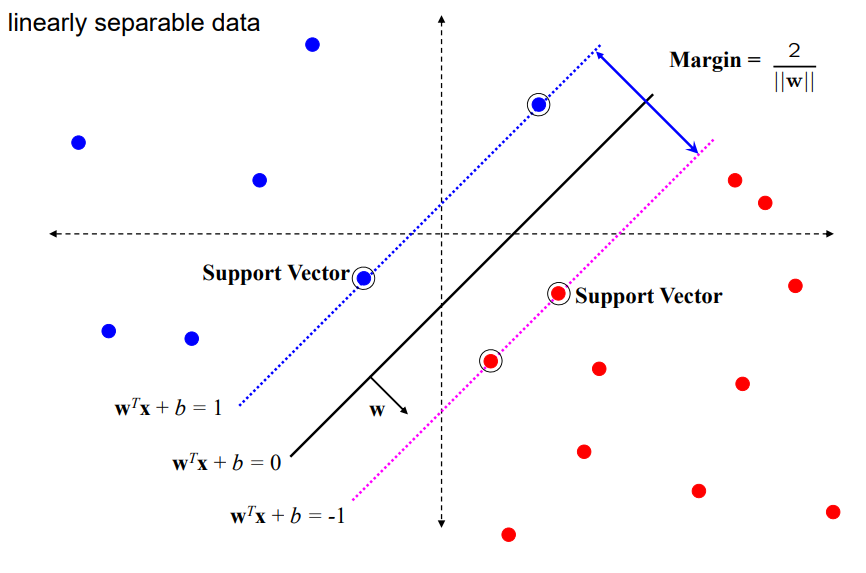 linearly separable data
Margin = 2 / ||w||
Support Vector
Support Vector
w
wᵀx + b = 1
wᵀx + b = 0
wᵀx + b = -1